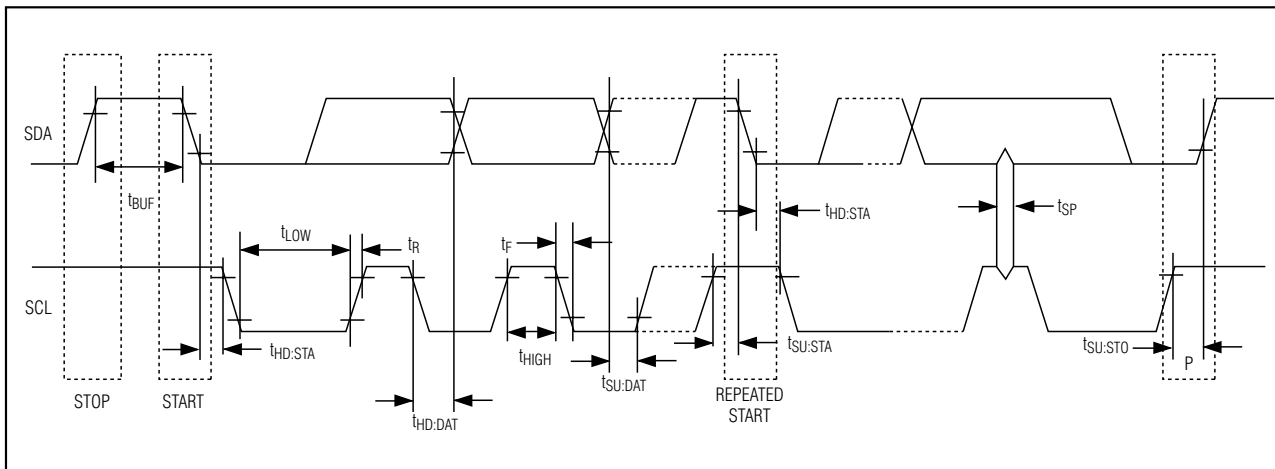 SDA
tBUF
tLOW
tR
tF
tHD:STA
tSP
SCL
tHD:STA
tHIGH
tSU:DAT
tSU:STA
tSU:STO
P
STOP
START
tHD:DAT
REPEATED
START